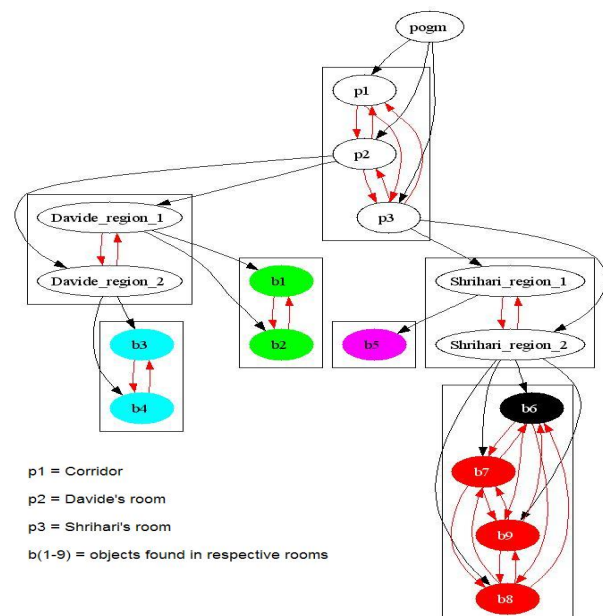 pogm
p1
p2
p3
Davide_region_1
Davide_region_2
b1
b2
b3
b4
b5
Shrihari_region_1
Shrihari_region_2
b6
b7
b9
b8
p1 = Corridor
p2 = Davide's room
p3 = Shrihari's room
b(1-9) = objects found in respective rooms